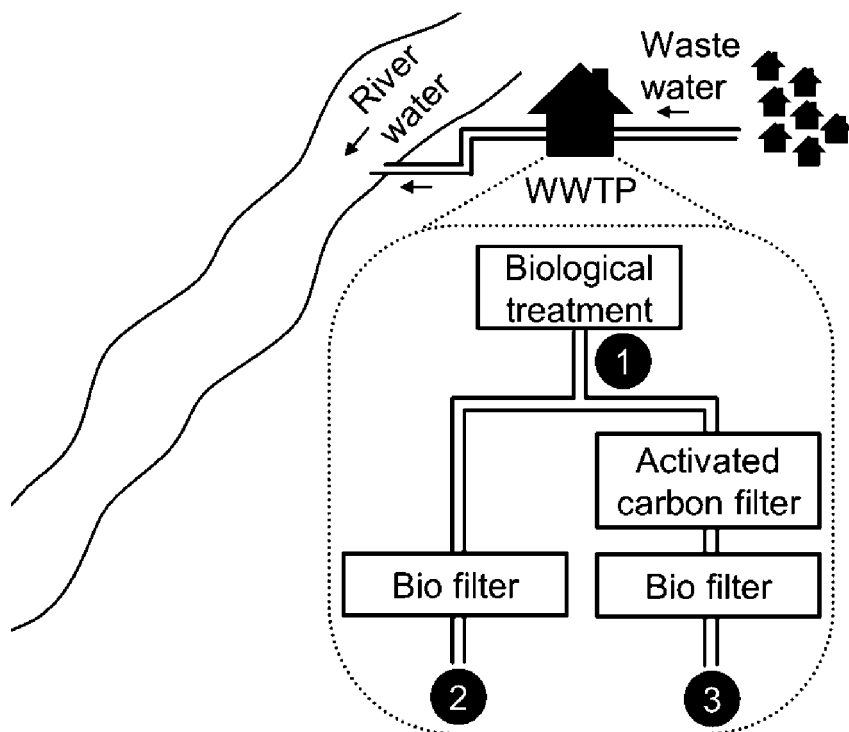 River
water
Waste
water
WWTP
Biological
treatment
1
Activated
carbon filter
Bio filter
Bio filter
2
3